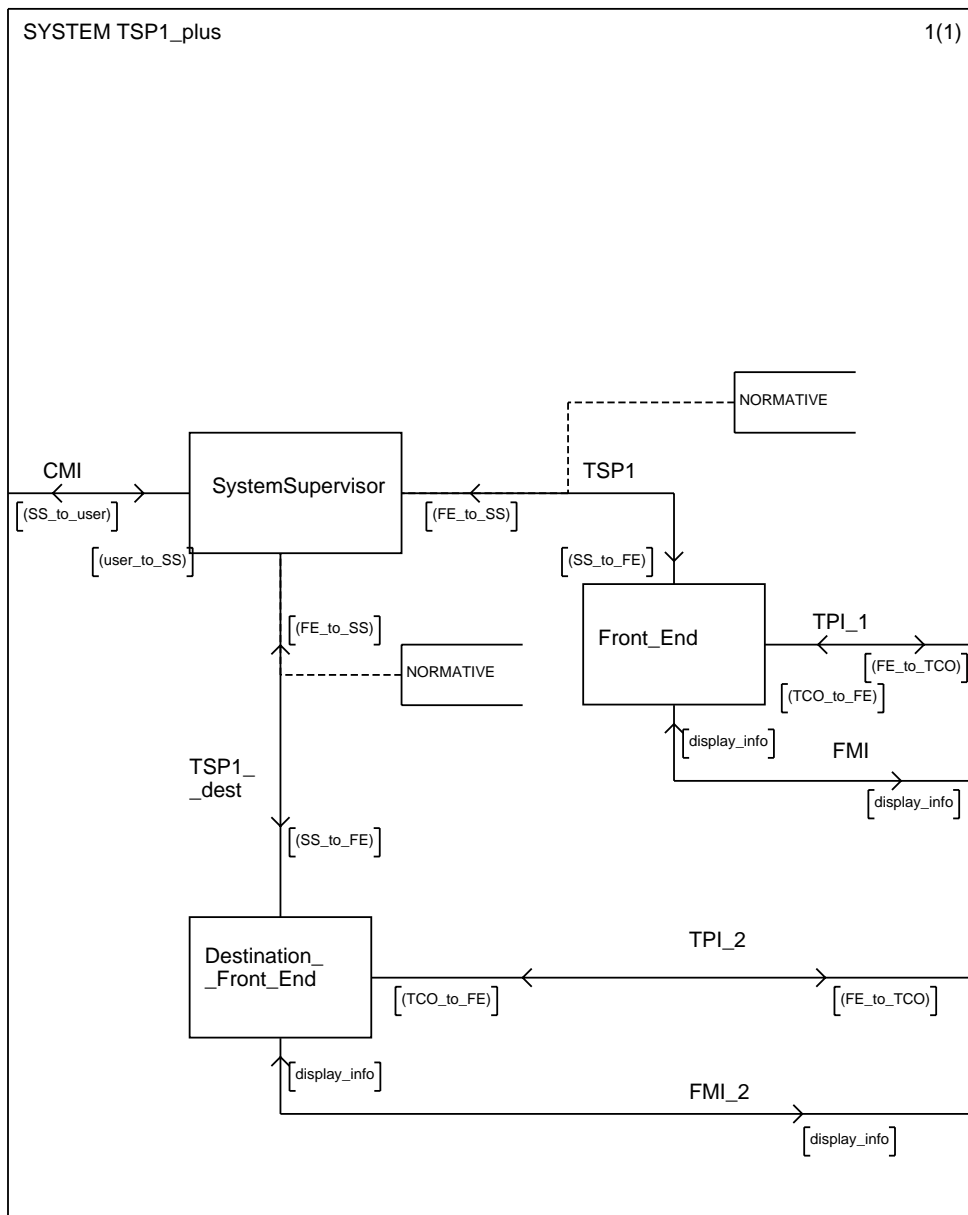 SYSTEM TSP1_plus
1(1)
NORMATIVE
CMI
SystemSupervisor
TSP1
[(SS_to_user)]
[(FE_to_SS)]
[(user_to_SS)]
[(SS_to_FE)]
[(FE_to_SS)]
Front_End
TPI_1
[(FE_to_TCO)]
NORMATIVE
[(TCO_to_FE)]
[display_info]
FMI
TSP1_
_dest
[display_info]
[(SS_to_FE)]
Destination_
_Front_End
TPI_2
[(TCO_to_FE)]
[(FE_to_TCO)]
[display_info]
FMI_2
[display_info]